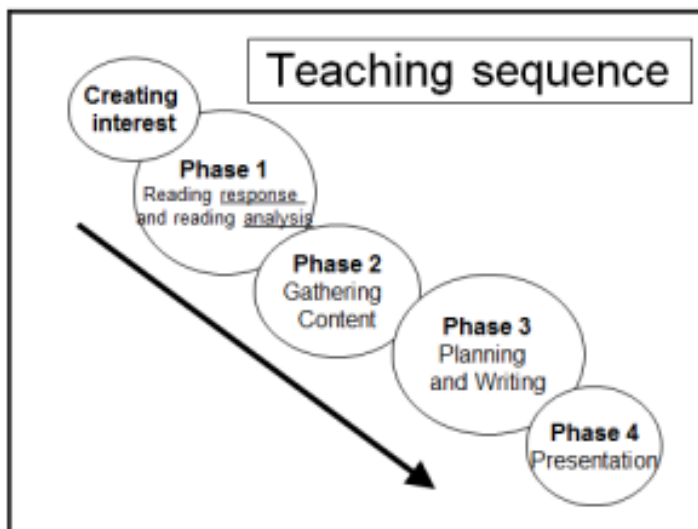 Teaching sequence
Creating
interest
Phase 1
Reading response
and reading analysis
Phase 2
Gathering
Content
Phase 3
Planning
and Writing
Phase 4
Presentation